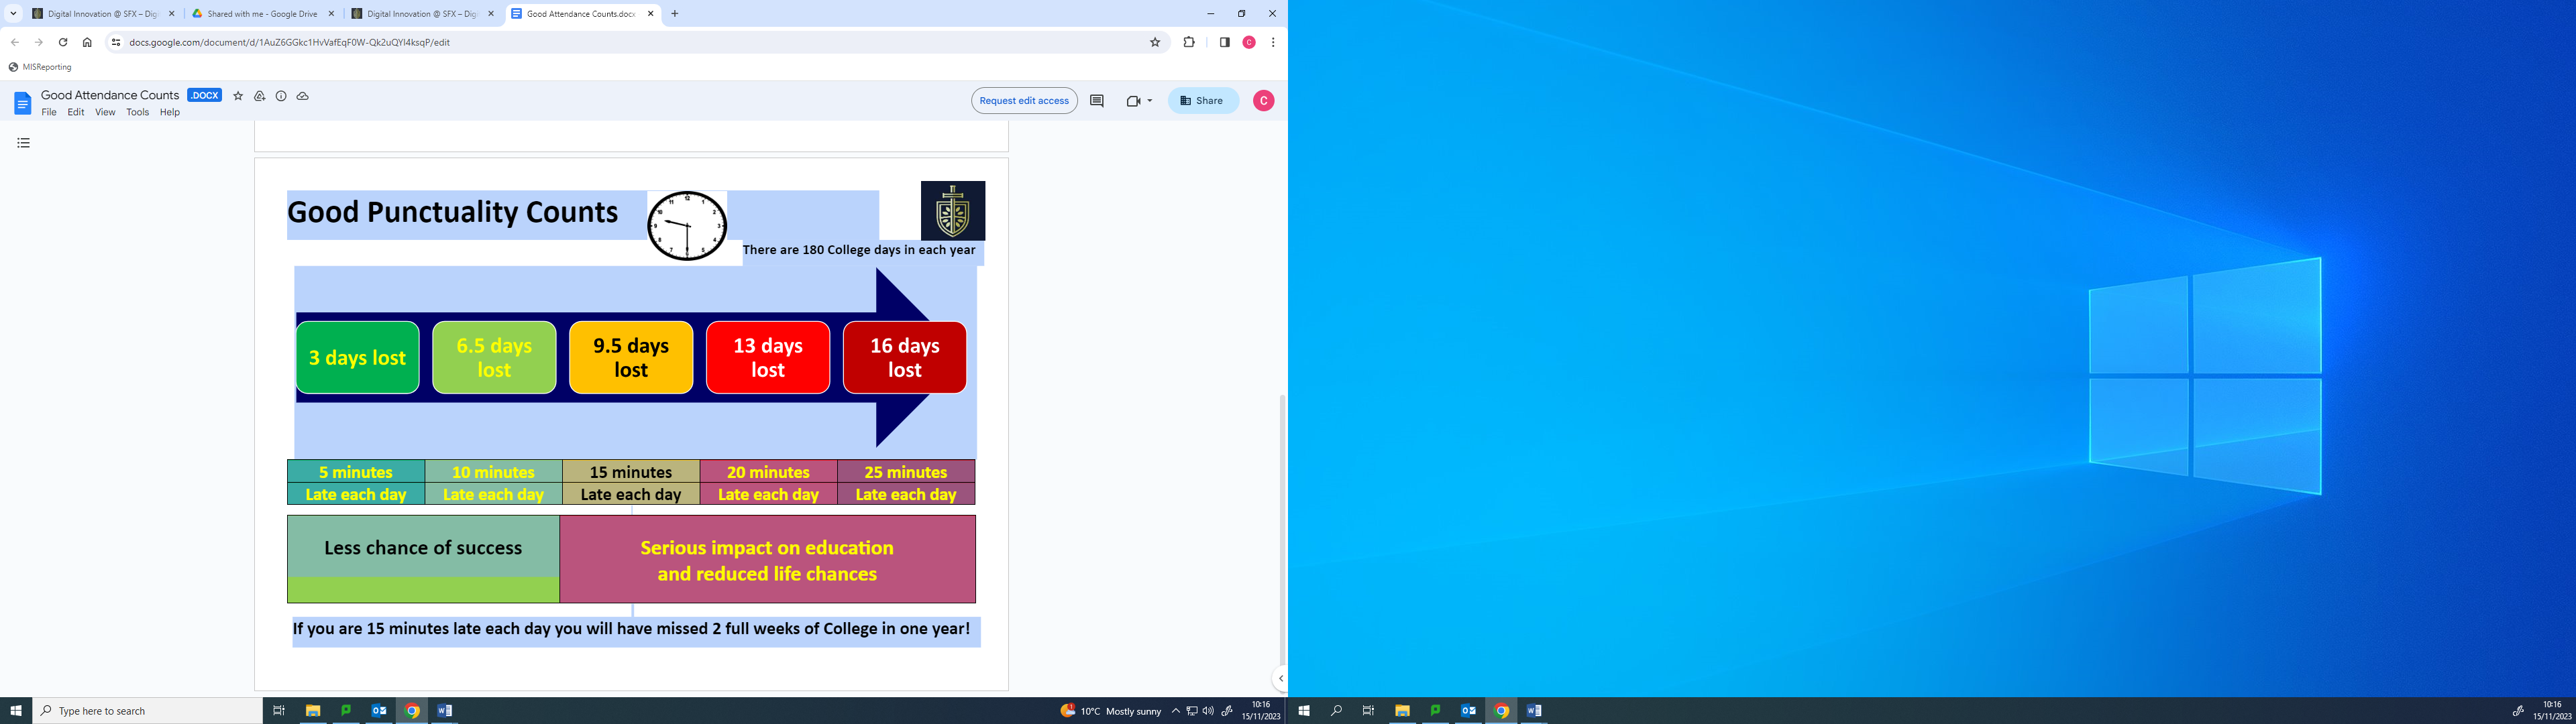 Digital Innovation @ SFX – Dig
Shared with me - Google Drive
Digital Innovation @ SFX – Dig
Good Attendance Counts.docx
docs.google.com/document/d/1AuZ6GGkc1HvVafEqF0W-Qk2uQYl4ksqP/edit
C
MISReporting
Good Attendance Counts .DOCX
Request edit access
Share
C
File Edit View Tools Help
Good Punctuality Counts
There are 180 College days in each year
3 days lost
6.5 days
lost
9.5 days
lost
13 days
lost
16 days
lost
5 minutes 10 minutes 15 minutes 20 minutes 25 minutes
Late each day Late each day Late each day Late each day Late each day
Less chance of success
Serious impact on education
and reduced life chances
If you are 15 minutes late each day you will have missed 2 full weeks of College in one year!
Type here to search
10°C Mostly sunny
10:16
15/11/2023
10:16
15/11/2023